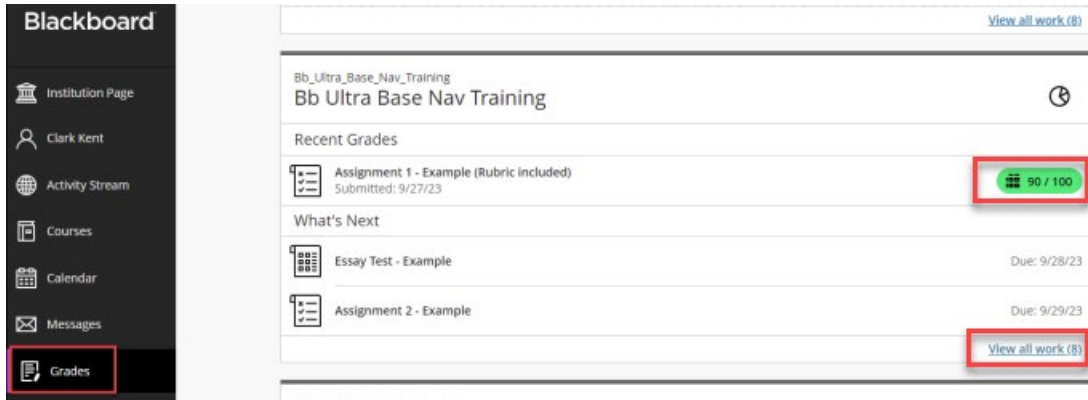 Blackboard
Institution Page
Clark Kent
Activity Stream
Courses
Calendar
Messages
Grades
View all work (8)
Bb_Ultra_Base_Nav_Training
Bb Ultra Base Nav Training
Recent Grades
Assignment 1 - Example (Rubric included)
Submitted: 9/27/23
90 / 100
What's Next
Essay Test - Example
Due: 9/28/23
Assignment 2 - Example
Due: 9/29/23
View all work (8)